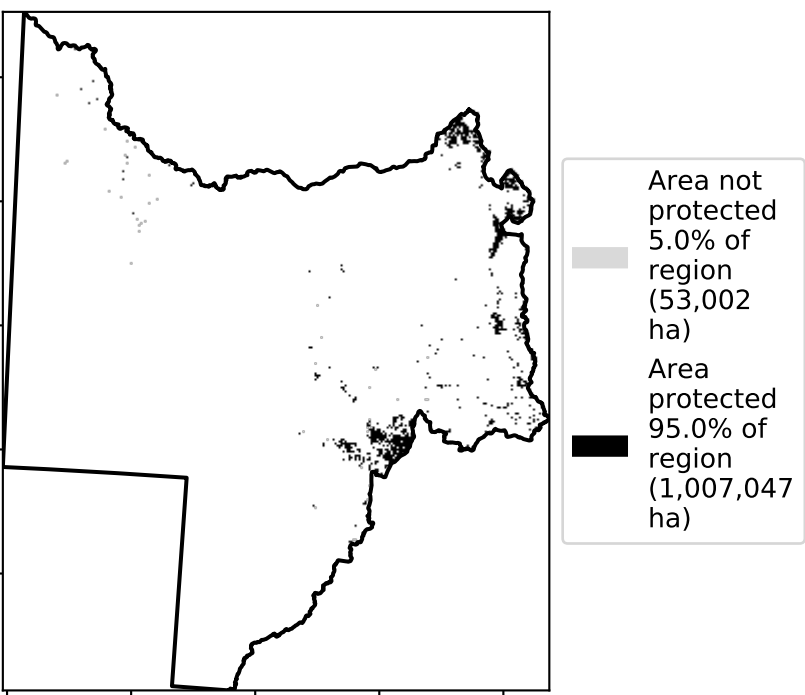 Area not
protected
5.0% of
region
(53,002
ha)
Area
protected
95.0% of
region
(1,007,047
ha)